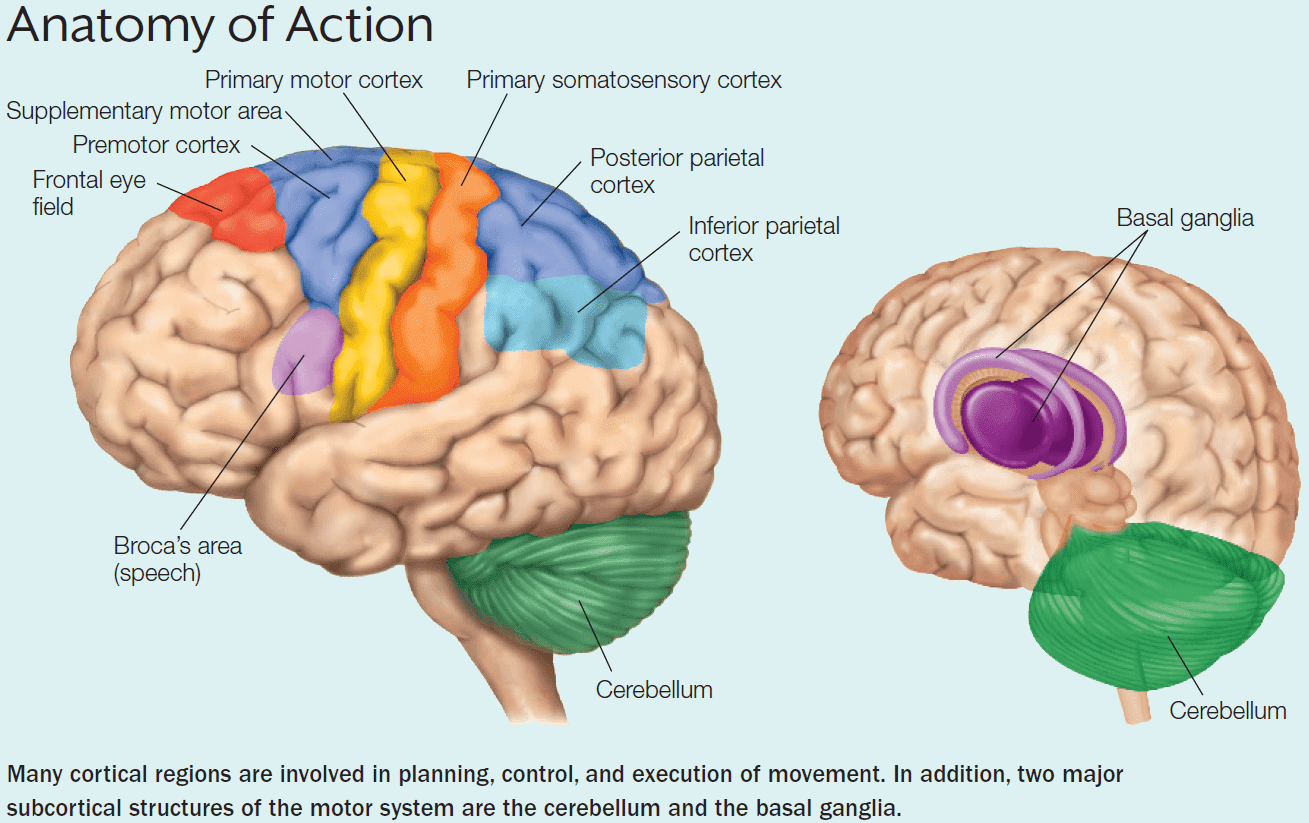 Anatomy of Action
Primary motor cortex
Primary somatosensory cortex
Supplementary motor area
Premotor cortex
Frontal eye
field
Posterior parietal
cortex
Inferior parietal
cortex
Broca’s area
(speech)
Cerebellum
Basal ganglia
Cerebellum
Many cortical regions are involved in planning, control, and execution of movement. In addition, two major
subcortical structures of the motor system are the cerebellum and the basal ganglia.